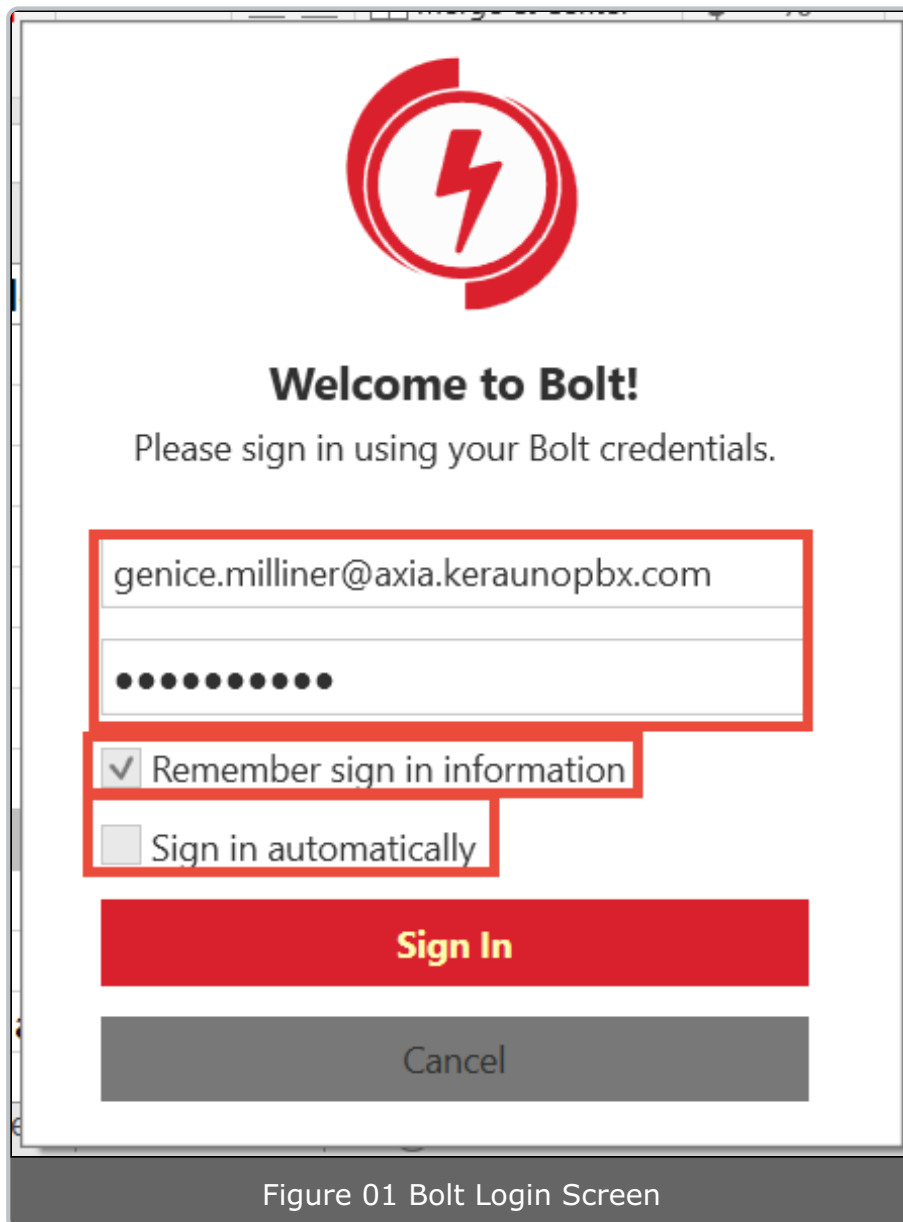 Welcome to Bolt!
Please sign in using your Bolt credentials.
genice.milliner@axia.keraunopbx.com
●●●●●●●●●●
Remember sign in information
Sign in automatically
Sign In
Cancel
Figure 01 Bolt Login Screen